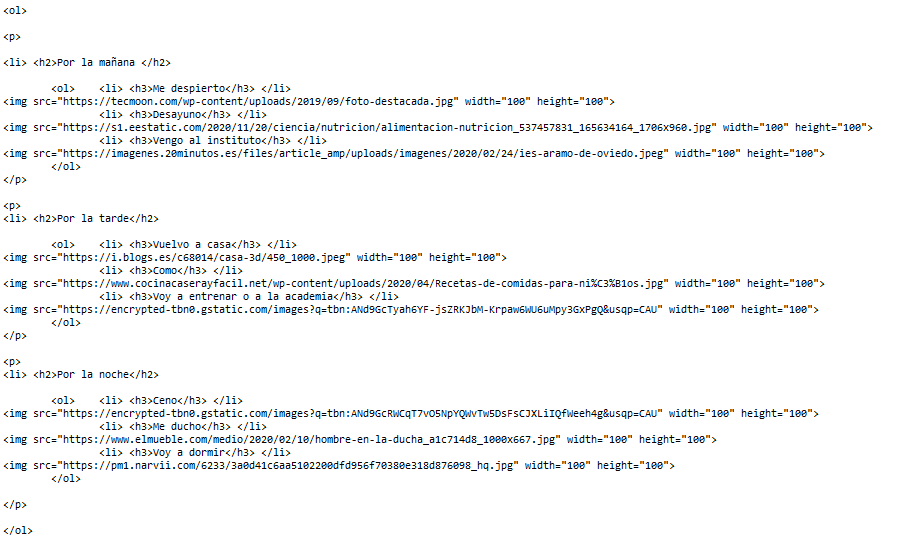 <ol>
<p>
<li> <h2>Por la mañana </h2>
<ol> <li> <h3>Me despierto</h3> </li>
<img src="https://tecmoon.com/wp-content/uploads/2019/09/foto-destacada.jpg" width="100" height="100">
<li> <h3>Desayuno</h3> </li>
<img src="https://s1.eestatic.com/2020/11/20/ciencia/nutricion/alimentacion-nutricion_537457831_165634164_1706x960.jpg" width="100" height="100">
<li> <h3>Vengo al instituto</h3> </li>
<img src="https://imagenes.20minutos.es/files/article_amp/uploads/imagenes/2020/02/24/ies-aramo-de-oviedo.jpeg" width="100" height="100">
</ol>
</p>
<p>
<li> <h2>Por la tarde</h2>
<ol> <li> <h3>Vuelvo a casa</h3> </li>
<img src="https://i.blogs.es/c68014/casa-3d/450_1000.jpeg" width="100" height="100">
<li> <h3>Como</h3> </li>
<img src="https://www.cocinacaserayfacil.net/wp-content/uploads/2020/04/Recetas-de-comidas-para-ni%C3%B1os.jpg" width="100" height="100">
<li> <h3>Voy a entrenar o a la academia</h3> </li>
<img src="https://encrypted-tbn0.gstatic.com/images?q=tbn:ANd9GcTyah6YF-jsZRKJbM-Krpaw6WU6uMpy3GxPgQ&usqp=CAU" width="100" height="100">
</ol>
</p>
<p>
<li> <h2>Por la noche</h2>
<ol> <li> <h3>Ceno</h3> </li>
<img src="https://encrypted-tbn0.gstatic.com/images?q=tbn:ANd9GcRWCqT7vO5NpYQWvTw5DsFsCJXLiIQfWeeh4g&usqp=CAU" width="100" height="100">
<li> <h3>Me ducho</h3> </li>
<img src="https://www.elmueble.com/medio/2020/02/10/hombre-en-la-ducha_a1c714d8_1000x667.jpg" width="100" height="100">
<li> <h3>Voy a dormir</h3> </li>
<img src="https://pm1.narvii.com/6233/3a0d41c6aa5102200dfd956f70380e318d876098_hq.jpg" width="100" height="100">
</ol>
</p>
</ol>